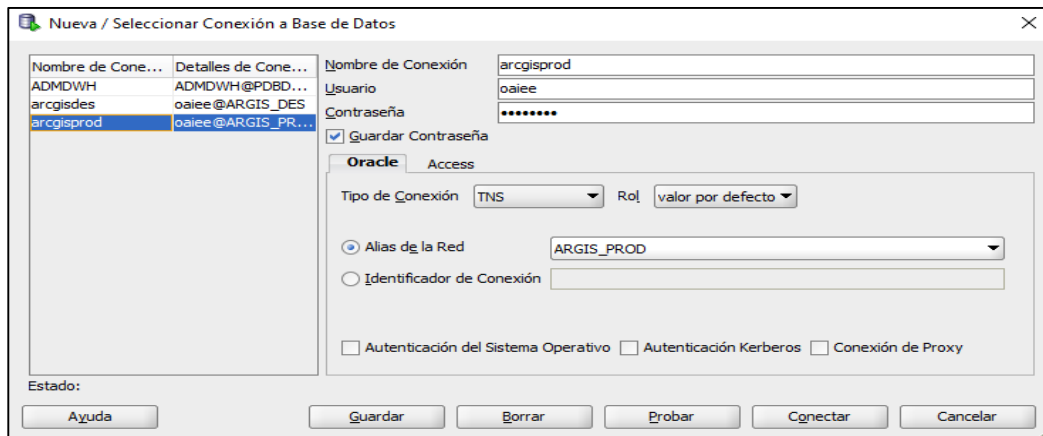 Nueva / Seleccionar Conexión a Base de Datos
Nombre de Cone... Detalles de Cone...
ADMDWH ADMDWH@PDBD...
arcgisdes oaiee@ARGIS_DES
arcgisprod oaiee@ARGIS_PR...
Nombre de Conexión arcgisprod
Usuario oaiee
Contraseña ••••••••
Guardar Contraseña
Oracle Access
Tipo de Conexión TNS Rol valor por defecto
Alias de la Red ARGIS_PROD
Identificador de Conexión
Autenticación del Sistema Operativo Autenticación Kerberos Conexión de Proxy
Estado:
Ayuda Guardar Borrar Probar Conectar Cancelar